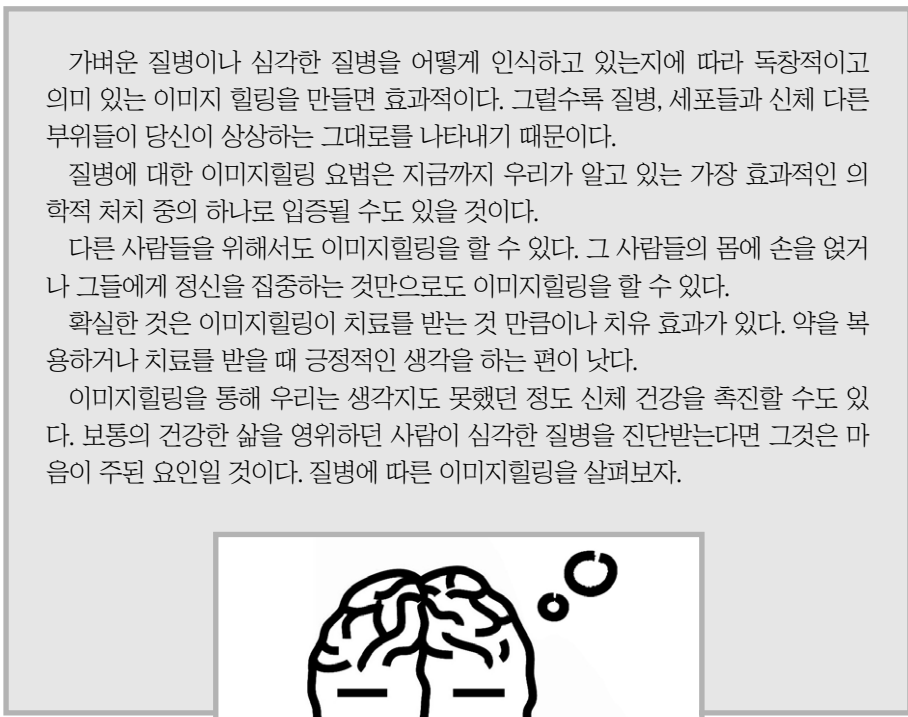 가벼운 질병이나 심각한 질병을 어떻게 인식하고 있는지에 따라 독창적이고
의미 있는 이미지 힐링을 만들면 효과적이다. 그럴수록 질병, 세포들과 신체 다른
부위들이 당신이 상상하는 그대로를 나타내기 때문이다.
질병에 대한 이미지힐링 요법은 지금까지 우리가 알고 있는 가장 효과적인 의
학적 처치 중의 하나로 입증될 수도 있을 것이다.
다른 사람들을 위해서도 이미지힐링을 할 수 있다. 그 사람들의 몸에 손을 얹거
나 그들에게 정신을 집중하는 것만으로도 이미지힐링을 할 수 있다.
확실한 것은 이미지힐링이 치료를 받는 것 만큼이나 치유 효과가 있다. 약을 복
용하거나 치료를 받을 때 긍정적인 생각을 하는 편이 낫다.
이미지힐링을 통해 우리는 생각지도 못했던 정도 신체 건강을 촉진할 수도 있
다. 보통의 건강한 삶을 영위하던 사람이 심각한 질병을 진단받는다면 그것은 마
음이 주된 요인일 것이다. 질병에 따른 이미지힐링을 살펴보자.